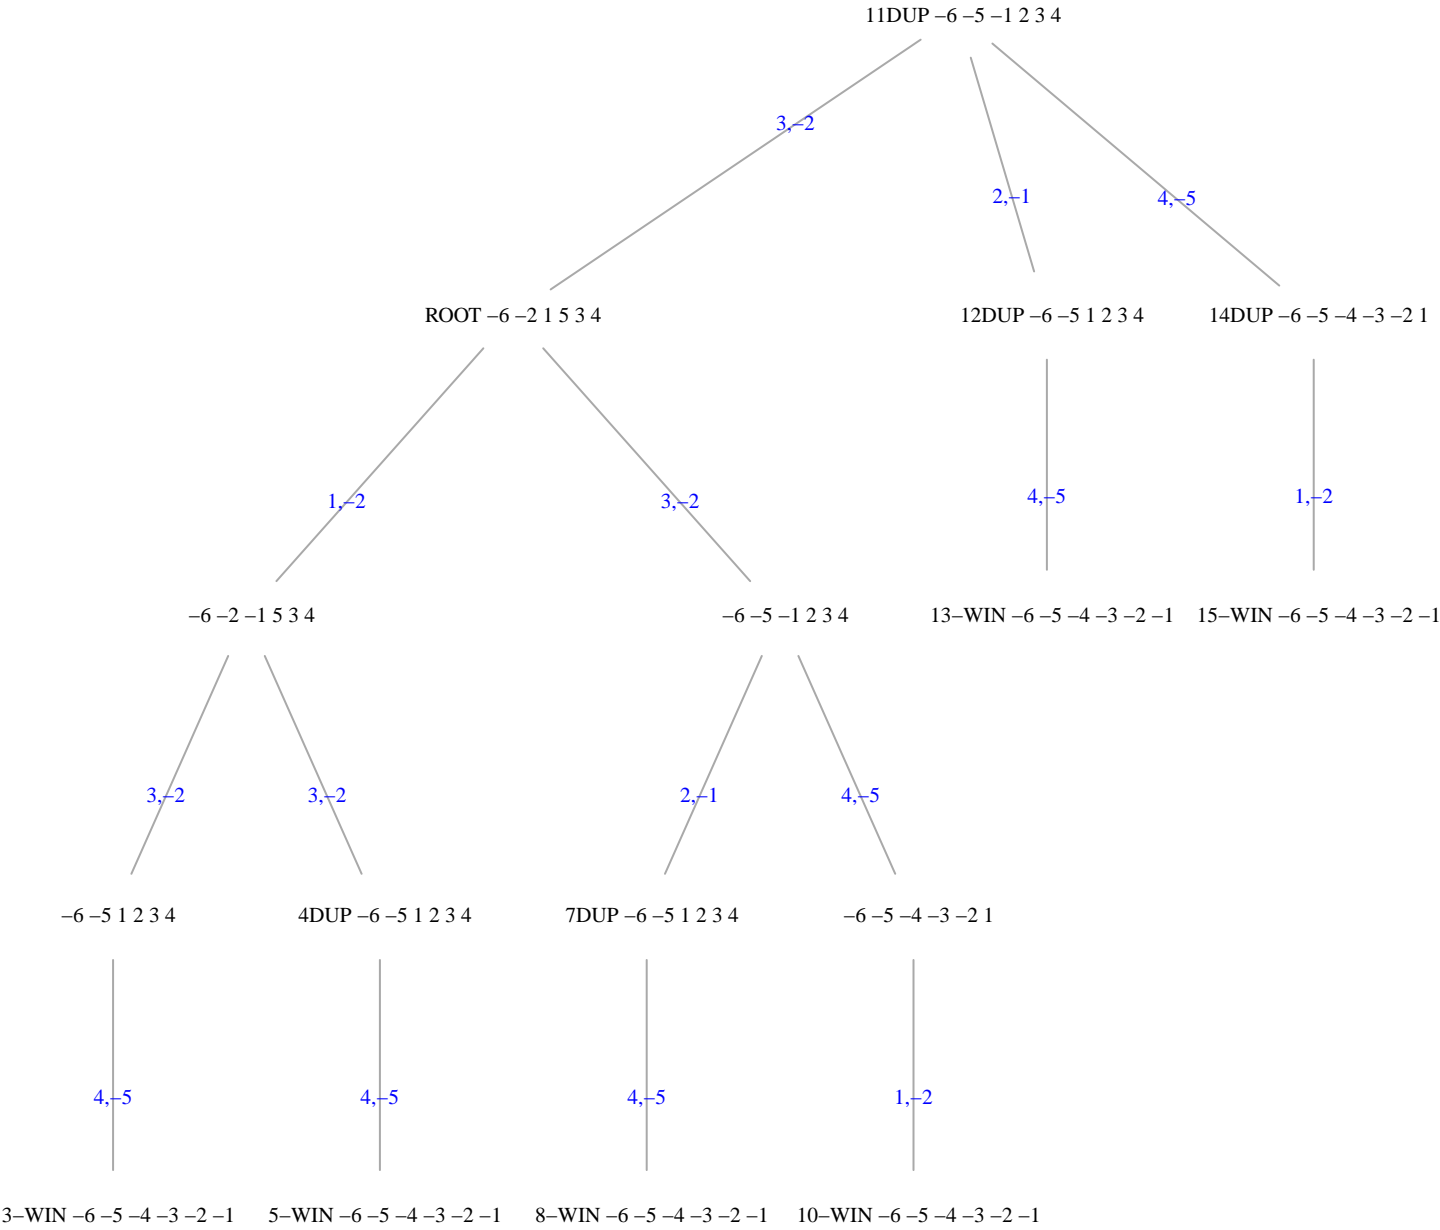 11DUP –6 –5 –1 2 3 4
3,–2
2,–1
4,–5
ROOT –6 –2 1 5 3 4
12DUP –6 –5 1 2 3 4
14DUP –6 –5 –4 –3 –2 1
1,–2
3,–2
4,–5
1,–2
–6 –2 –1 5 3 4
–6 –5 –1 2 3 4
13–WIN –6 –5 –4 –3 –2 –1
15–WIN –6 –5 –4 –3 –2 –1
3,–2
3,–2
2,–1
4,–5
–6 –5 1 2 3 4
4DUP –6 –5 1 2 3 4
7DUP –6 –5 1 2 3 4
–6 –5 –4 –3 –2 1
4,–5
4,–5
4,–5
1,–2
3–WIN –6 –5 –4 –3 –2 –1
5–WIN –6 –5 –4 –3 –2 –1
8–WIN –6 –5 –4 –3 –2 –1
10–WIN –6 –5 –4 –3 –2 –1